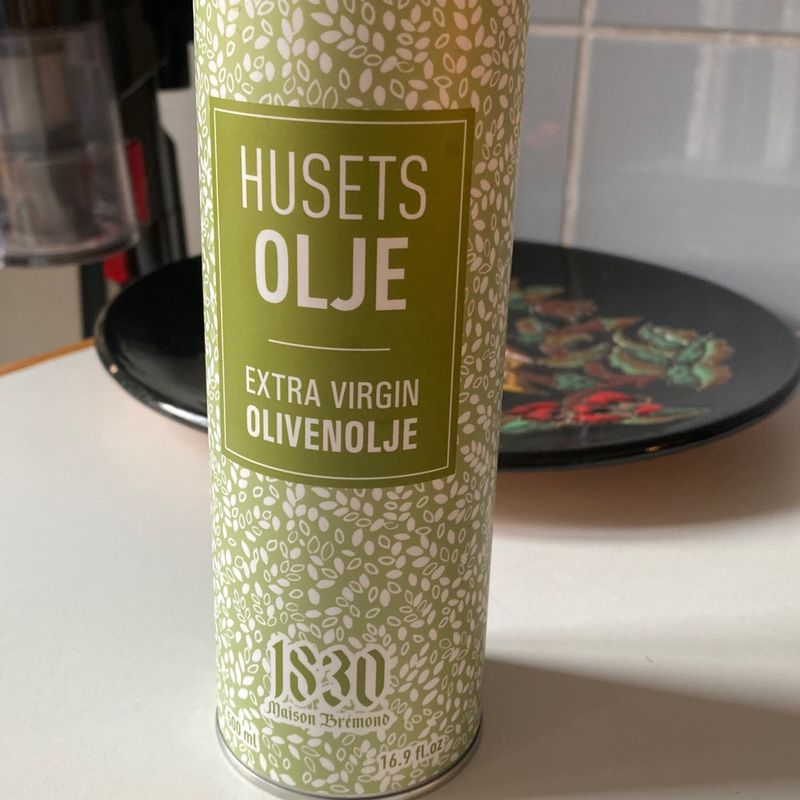 HUSETS
OLJE
EXTRA VIRGIN
OLIVENOLJE
1830
Maison Brémond
500 ml
16.9 fl.oz